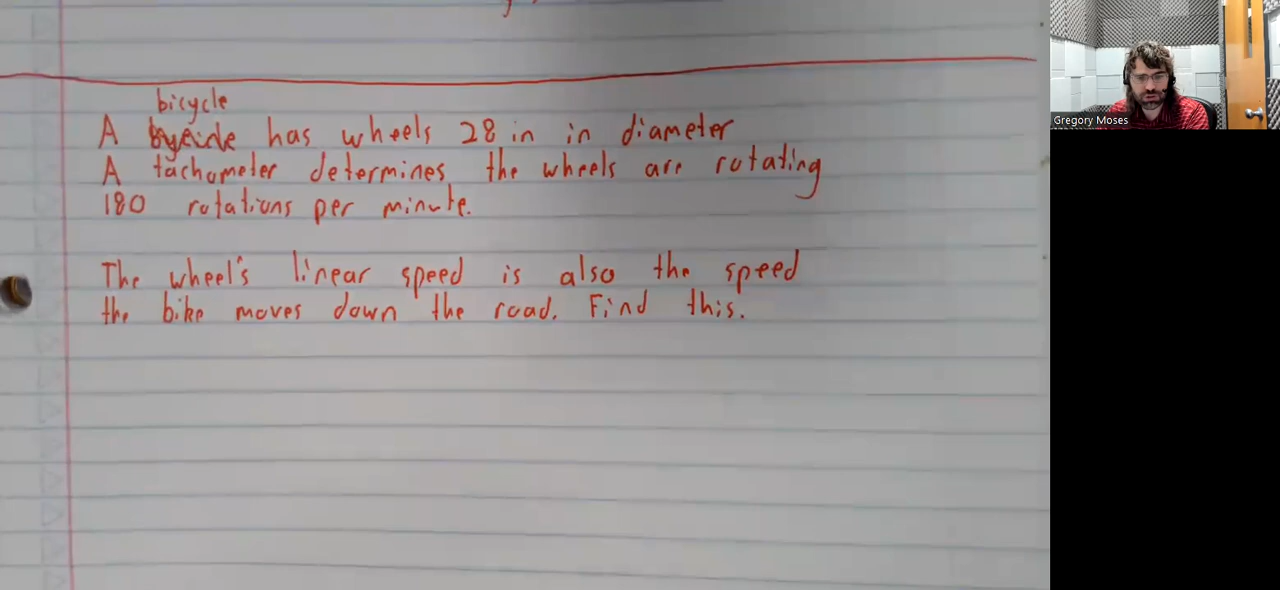 bicycle
A has wheels 28 in in diameter
A tachometer determines the wheels are rotating
180 rotations per minute.
The wheel's linear speed is also the speed
the bike moves down the road. Find this.
Gregory Moses